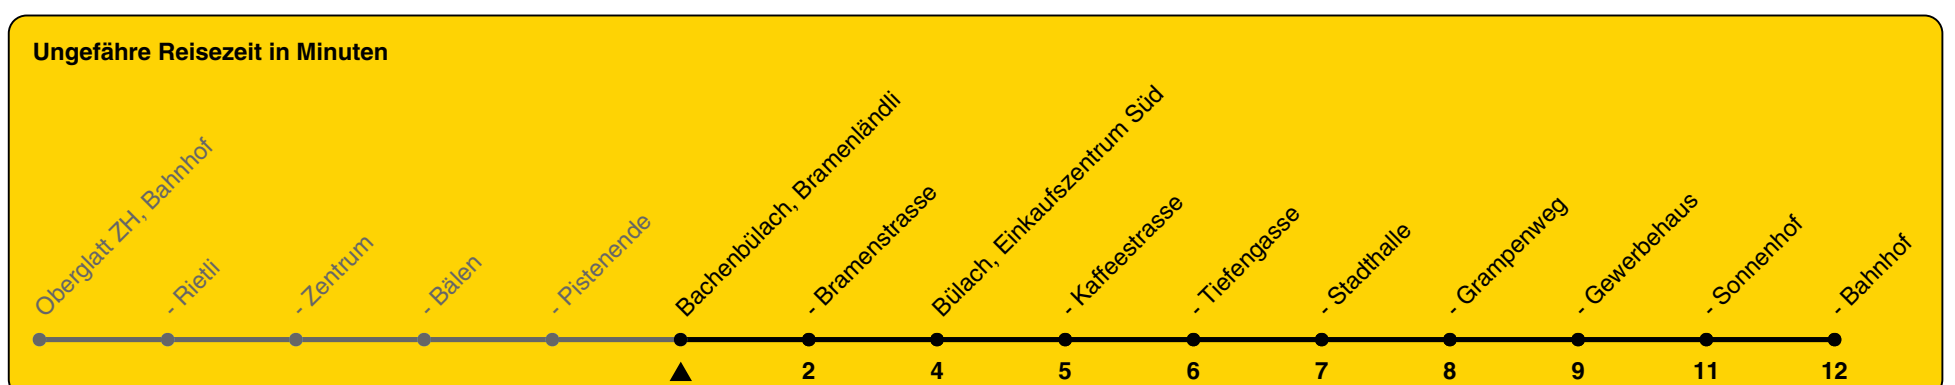 Ungefähre Reisezeit in Minuten
Oberglatt ZH, Bahnhof
- Rietli
- Zentrum
- Bälen
- Pistenende
Bachenbülach, Bramenländli
- Bramenstrasse
Bülach, Einkaufszentrum Süd
- Kaffeestrasse
- Tiefengasse
- Stadthalle
- Grampenweg
- Gewerbehaus
- Sonnenhof
- Bahnhof
2 4 5 6 7 8 9 11 12